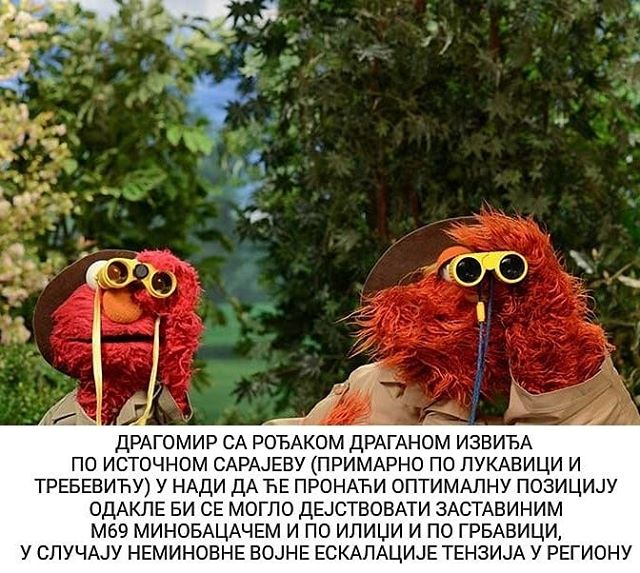 ДРАГОМИР СА РОЂАКОМ ДРАГАНОМ ИЗВИЂА
ПО ИСТОЧНОМ САРАЈЕВУ (ПРИМАРНО ПО ЛУКАВИЦИ И
ТРЕБЕВИЋУ) У НАДИ ДА ЋЕ ПРОНАЋИ ОПТИМАЛНУ ПОЗИЦИЈУ
ОДАКЛЕ БИ СЕ МОГЛО ДЕЈСТВОВАТИ ЗАСТАВИНИМ
М69 МИНОБАЦАЧЕМ И ПО ИЛИЏИ И ПО ГРБАВИЦИ,
У СЛУЧАЈУ НЕМИНОВНЕ ВОЈНЕ ЕСКАЛАЦИЈЕ ТЕНЗИЈА У РЕГИОНУ